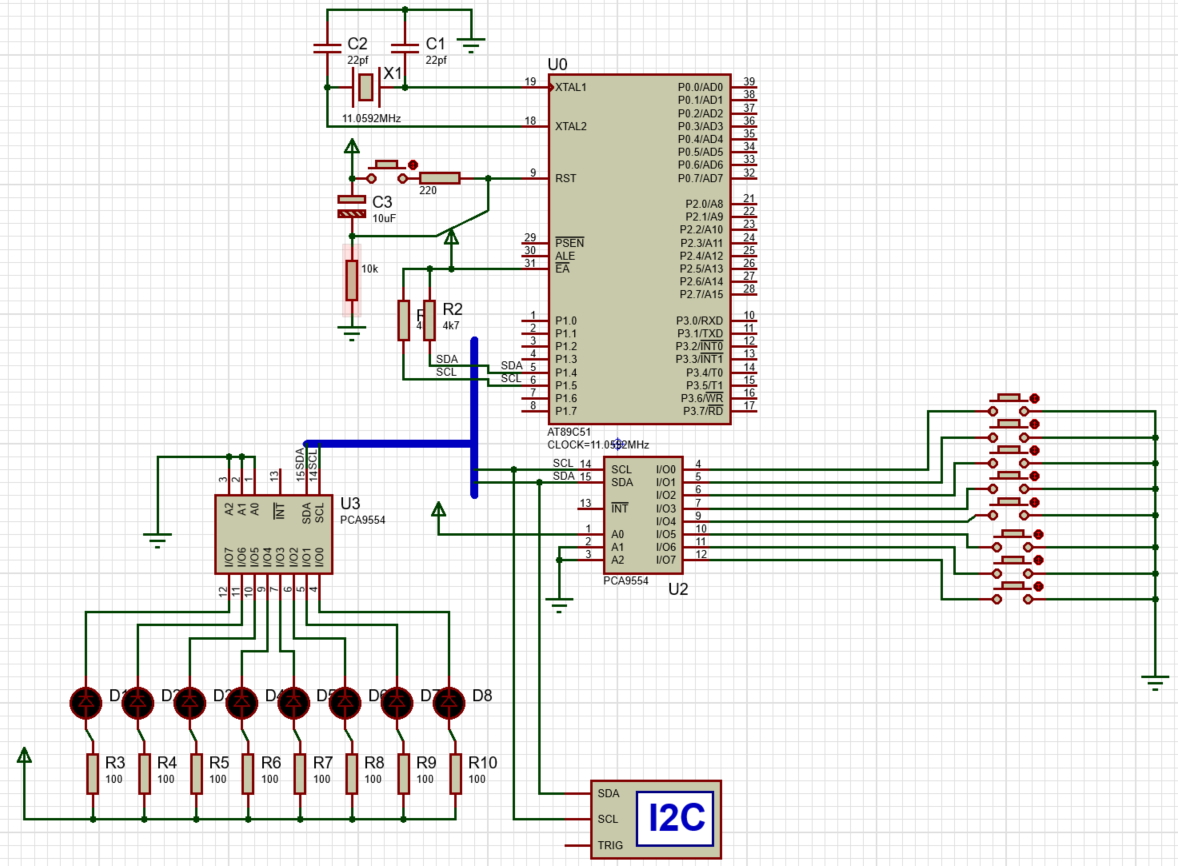 C2
22pf
C1
22pf
X1
11.0592MHz
U0
19
XTAL1
18
XTAL2
9
RST
29
PSEN
30
ALE
31
EA
1
P1.0
2
P1.1
3
P1.2
4
P1.3
5
P1.4
6
P1.5
7
P1.6
8
P1.7
P0.0/AD0
39
P0.1/AD1
38
P0.2/AD2
37
P0.3/AD3
36
P0.4/AD4
35
P0.5/AD5
34
P0.6/AD6
33
P0.7/AD7
32
P2.0/A8
21
P2.1/A9
22
P2.2/A10
23
P2.3/A11
24
P2.4/A12
25
P2.5/A13
26
P2.6/A14
27
P2.7/A15
28
P3.0/RXD
10
P3.1/TXD
11
P3.2/INT0
12
P3.3/INT1
13
P3.4/T0
14
P3.5/T1
15
P3.6/WR
16
P3.7/RD
17
AT89C51
CLOCK=11.0592MHz
220
C3
10uF
10k
R2
4k7
SDA
SCL
SDA
SCL
3
2
1
13
15
SDA
14
SCL
A2
A1
A0
INT
SDA
SCL
U3
PCA9554
I/O7
I/O6
I/O5
I/O4
I/O3
I/O2
I/O1
I/O0
12
11
10
9
7
6
5
4
SCL
14
SCL
SDA
15
SDA
13
INT
1
A0
2
A1
3
A2
I/O0
4
I/O1
5
I/O2
6
I/O3
7
I/O4
9
I/O5
10
I/O6
11
I/O7
12
PCA9554
U2
D1
D2
D3
D4
D5
D6
D7
D8
R3
100
R4
100
R5
100
R6
100
R7
100
R8
100
R9
100
R10
100
SDA
SCL
TRIG
I2C